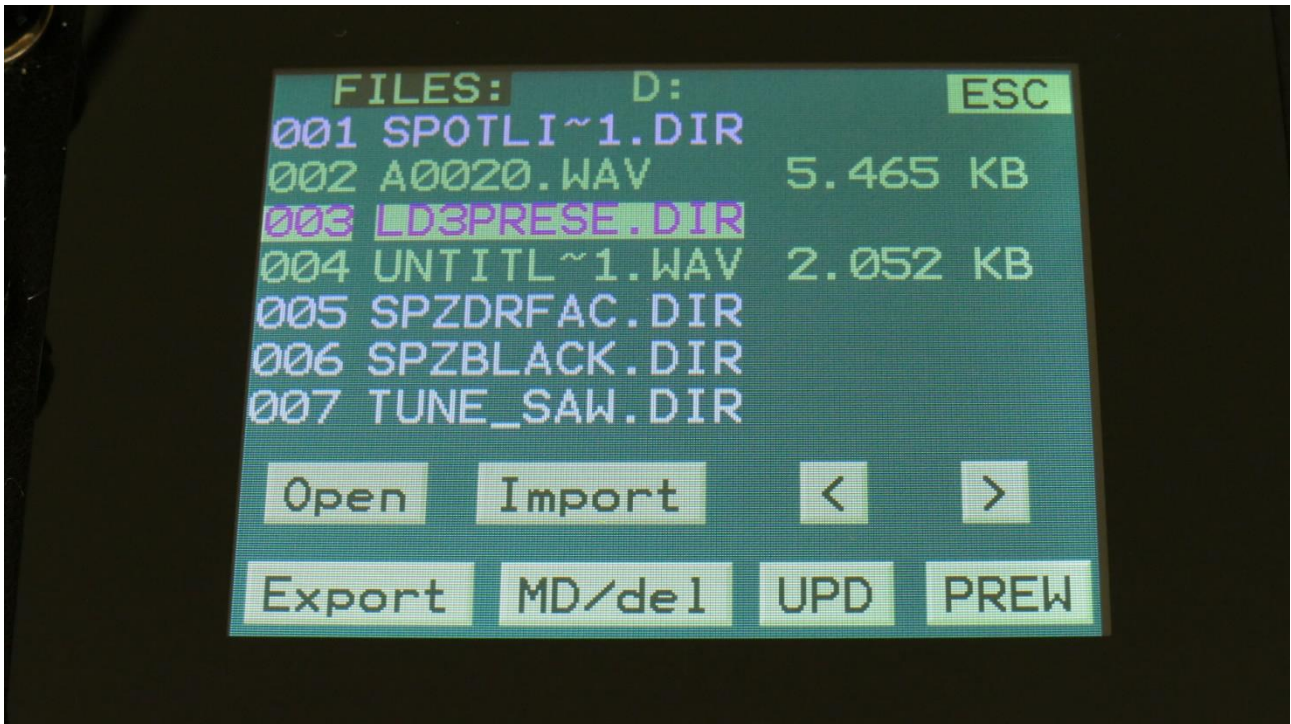 FILES: D: ESC
001 SPOTLI~1.DIR
002 A0020.WAV 5.465 KB
003 LD3PRESE.DIR
004 UNTITL~1.WAV 2.052 KB
005 SPZDRFAC.DIR
006 SPZBLACK.DIR
007 TUNE_SAW.DIR
Open Import < >
Export MD/del UPD PREW